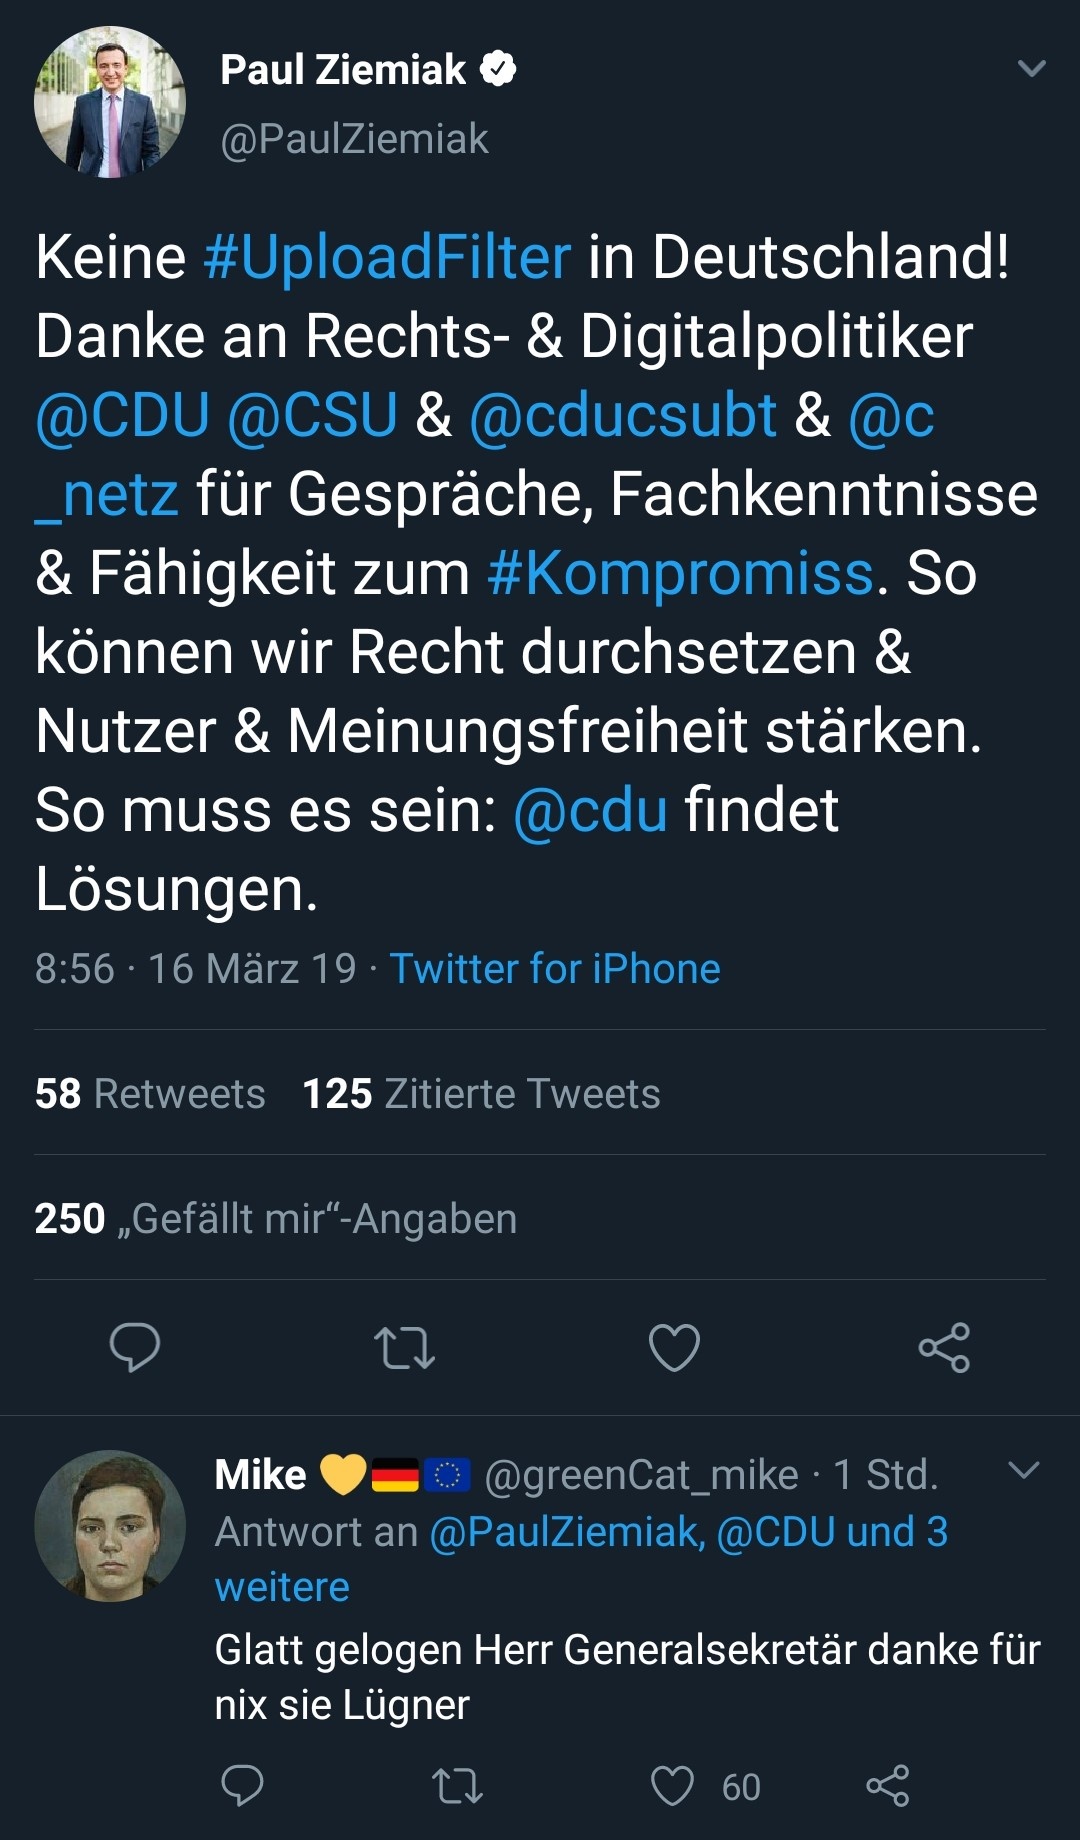 Paul Ziemiak
@PaulZiemiak
Keine #UploadFilter in Deutschland!
Danke an Rechts- & Digitalpolitiker
@CDU @CSU & @cducsubt & @c
_netz für Gespräche, Fachkenntnisse
& Fähigkeit zum #Kompromiss. So
können wir Recht durchsetzen &
Nutzer & Meinungsfreiheit stärken.
So muss es sein: @cdu findet
Lösungen.
8:56 · 16 März 19 · Twitter for iPhone
58 Retweets 125 Zitierte Tweets
250 „Gefällt mir“-Angaben
Mike 💛🇩🇪🇪🇺 @greenCat_mike · 1 Std.
Antwort an @PaulZiemiak, @CDU und 3
weitere
Glatt gelogen Herr Generalsekretär danke für
nix sie Lügner
60